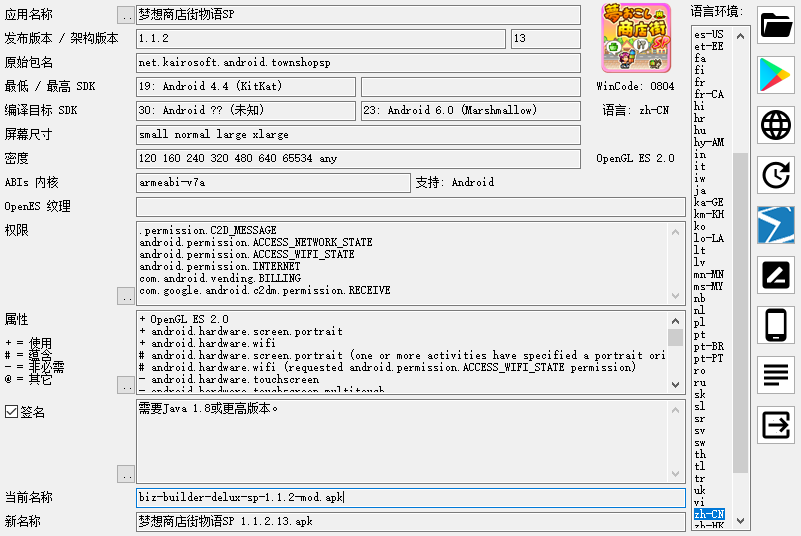 应用名称
..
梦想商店街物语SP
发布版本 / 架构版本
1.1.2
13
原始包名
net.kairosoft.android.townshopsp
最低 / 最高 SDK
19: Android 4.4 (KitKat)
编译目标 SDK
30: Android ?? (未知)
23: Android 6.0 (Marshmallow)
屏幕尺寸
small normal large xlarge
密度
120 160 240 320 480 640 65534 any
ABIs 内核
armeabi-v7a
支持: Android
OpenES 纹理
权限
.permission.C2D_MESSAGE
android.permission.ACCESS_NETWORK_STATE
android.permission.ACCESS_WIFI_STATE
android.permission.INTERNET
com.android.vending.BILLING
com.google.android.c2dm.permission.RECEIVE
..
属性
+ = 使用
# = 蕴含
- = 非必需
@ = 其它
..
+ OpenGL ES 2.0
+ android.hardware.screen.portrait
+ android.hardware.wifi
# android.hardware.screen.portrait (one or more activities have specified a portrait ori
# android.hardware.wifi (requested android.permission.ACCESS_WIFI_STATE permission)
- android.hardware.touchscreen
- android.hardware.touchscreen.multitouch
签名
需要Java 1.8或更高版本。
..
当前名称
biz-builder-delux-sp-1.1.2-mod.apk
新名称
梦想商店街物语SP 1.1.2.13.apk
夢おこし
商店街
SP
WinCode: 0804
语言: zh-CN
OpenGL ES 2.0
语言环境:
es-US
et-EE
fa
fi
fr
fr-CA
hi
hr
hu
hy-AM
in
it
iw
ja
ka-GE
km-KH
ko
lo-LA
lt
lv
mn-MN
ms-MY
nb
nl
pl
pt
pt-BR
pt-PT
ro
ru
sk
sl
sr
sv
sw
th
tl
tr
uk
vi
zh-CN
zh-HK